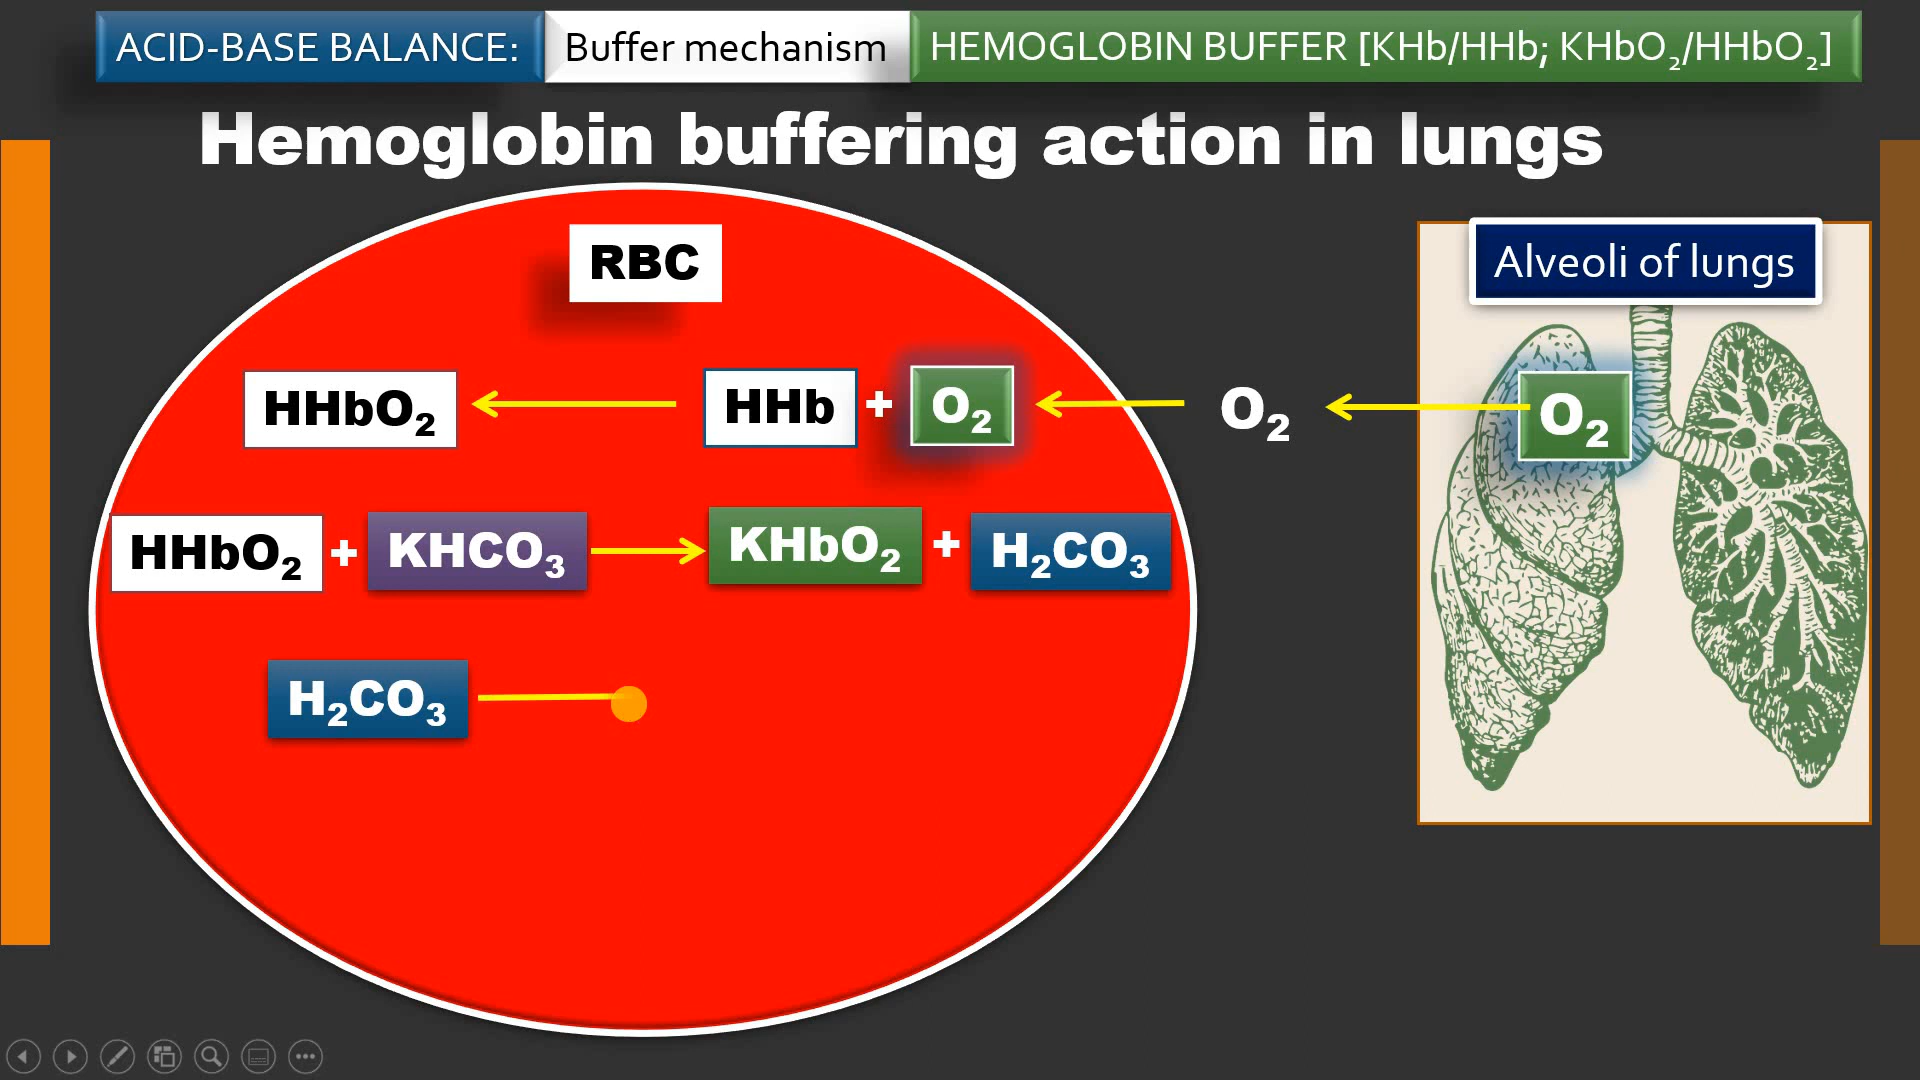 ACID-BASE BALANCE: Buffer mechanism HEMOGLOBIN BUFFER [KHb/HHb; KHbO₂/HHbO₂]
Hemoglobin buffering action in lungs
RBC
Alveoli of lungs
HHbO₂ HHb + O₂ O₂ O₂
HHbO₂ + KHCO₃ KHbO₂ + H₂CO₃
H₂CO₃